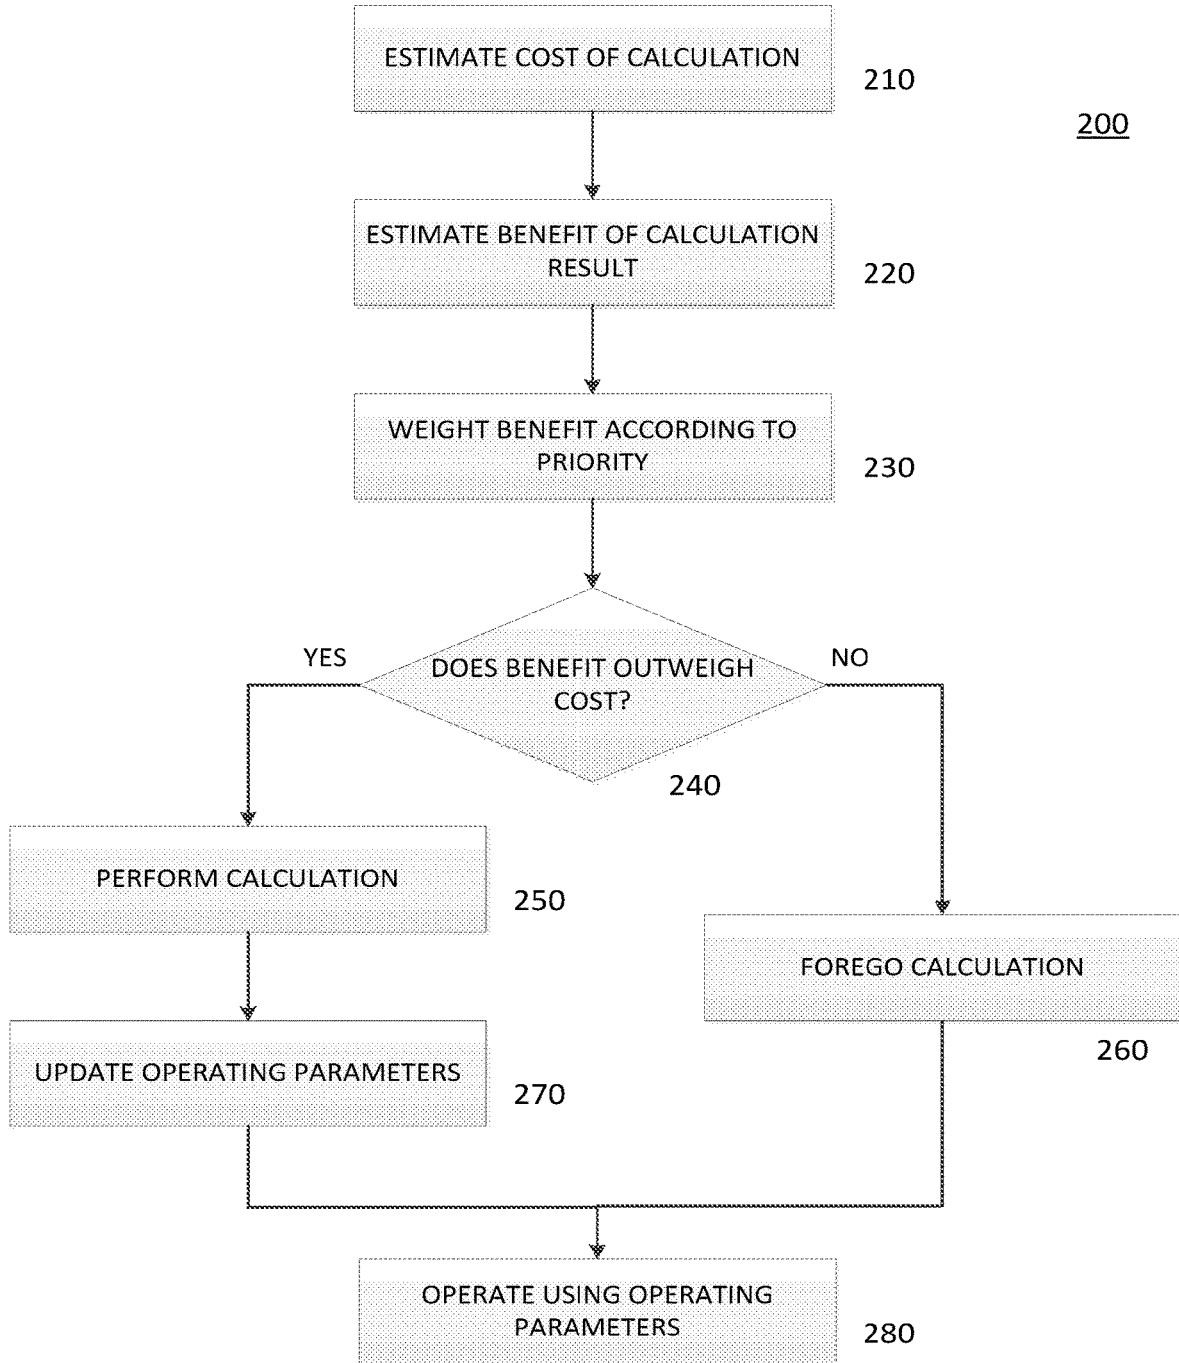 ESTIMATE COST OF CALCULATION
210
200
ESTIMATE BENEFIT OF CALCULATION
RESULT
220
WEIGHT BENEFIT ACCORDING TO
PRIORITY
230
YES
NO
DOES BENEFIT OUTWEIGH
COST?
240
PERFORM CALCULATION
250
FOREGO CALCULATION
260
UPDATE OPERATING PARAMETERS
270
OPERATE USING OPERATING
PARAMETERS
280